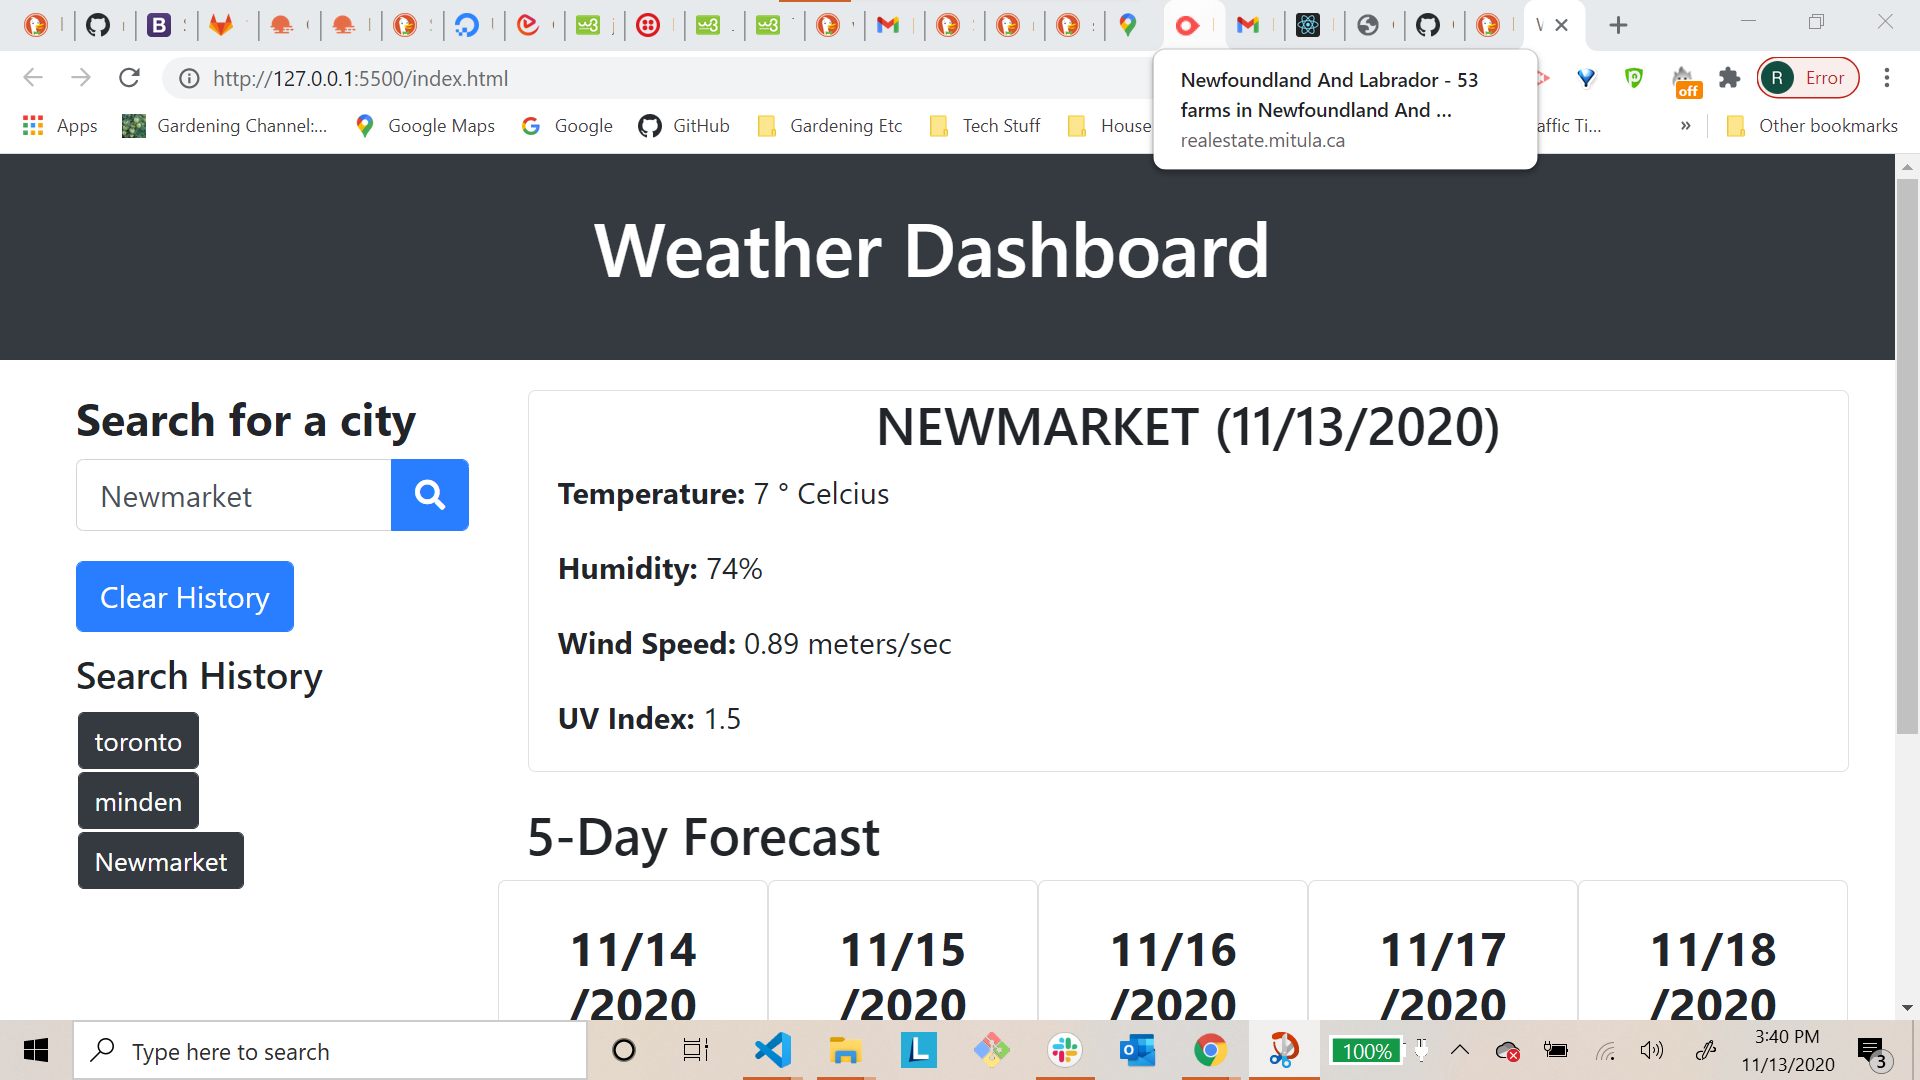 http://127.0.0.1:5500/index.html
R Error
off
Newfoundland And Labrador - 53
farms in Newfoundland And ...
realestate.mitula.ca
Apps
Gardening Channel:...
Google Maps
Google
GitHub
Gardening Etc
Tech Stuff
House
affic Ti...
»
Other bookmarks
Weather Dashboard
Search for a city
Newmarket
Clear History
Search History
toronto
minden
Newmarket
NEWMARKET (11/13/2020)
Temperature: 7 ° Celcius
Humidity: 74%
Wind Speed: 0.89 meters/sec
UV Index: 1.5
5-Day Forecast
11/14
/2020
11/15
/2020
11/16
/2020
11/17
/2020
11/18
/2020
Type here to search
100%
3:40 PM
11/13/2020
3